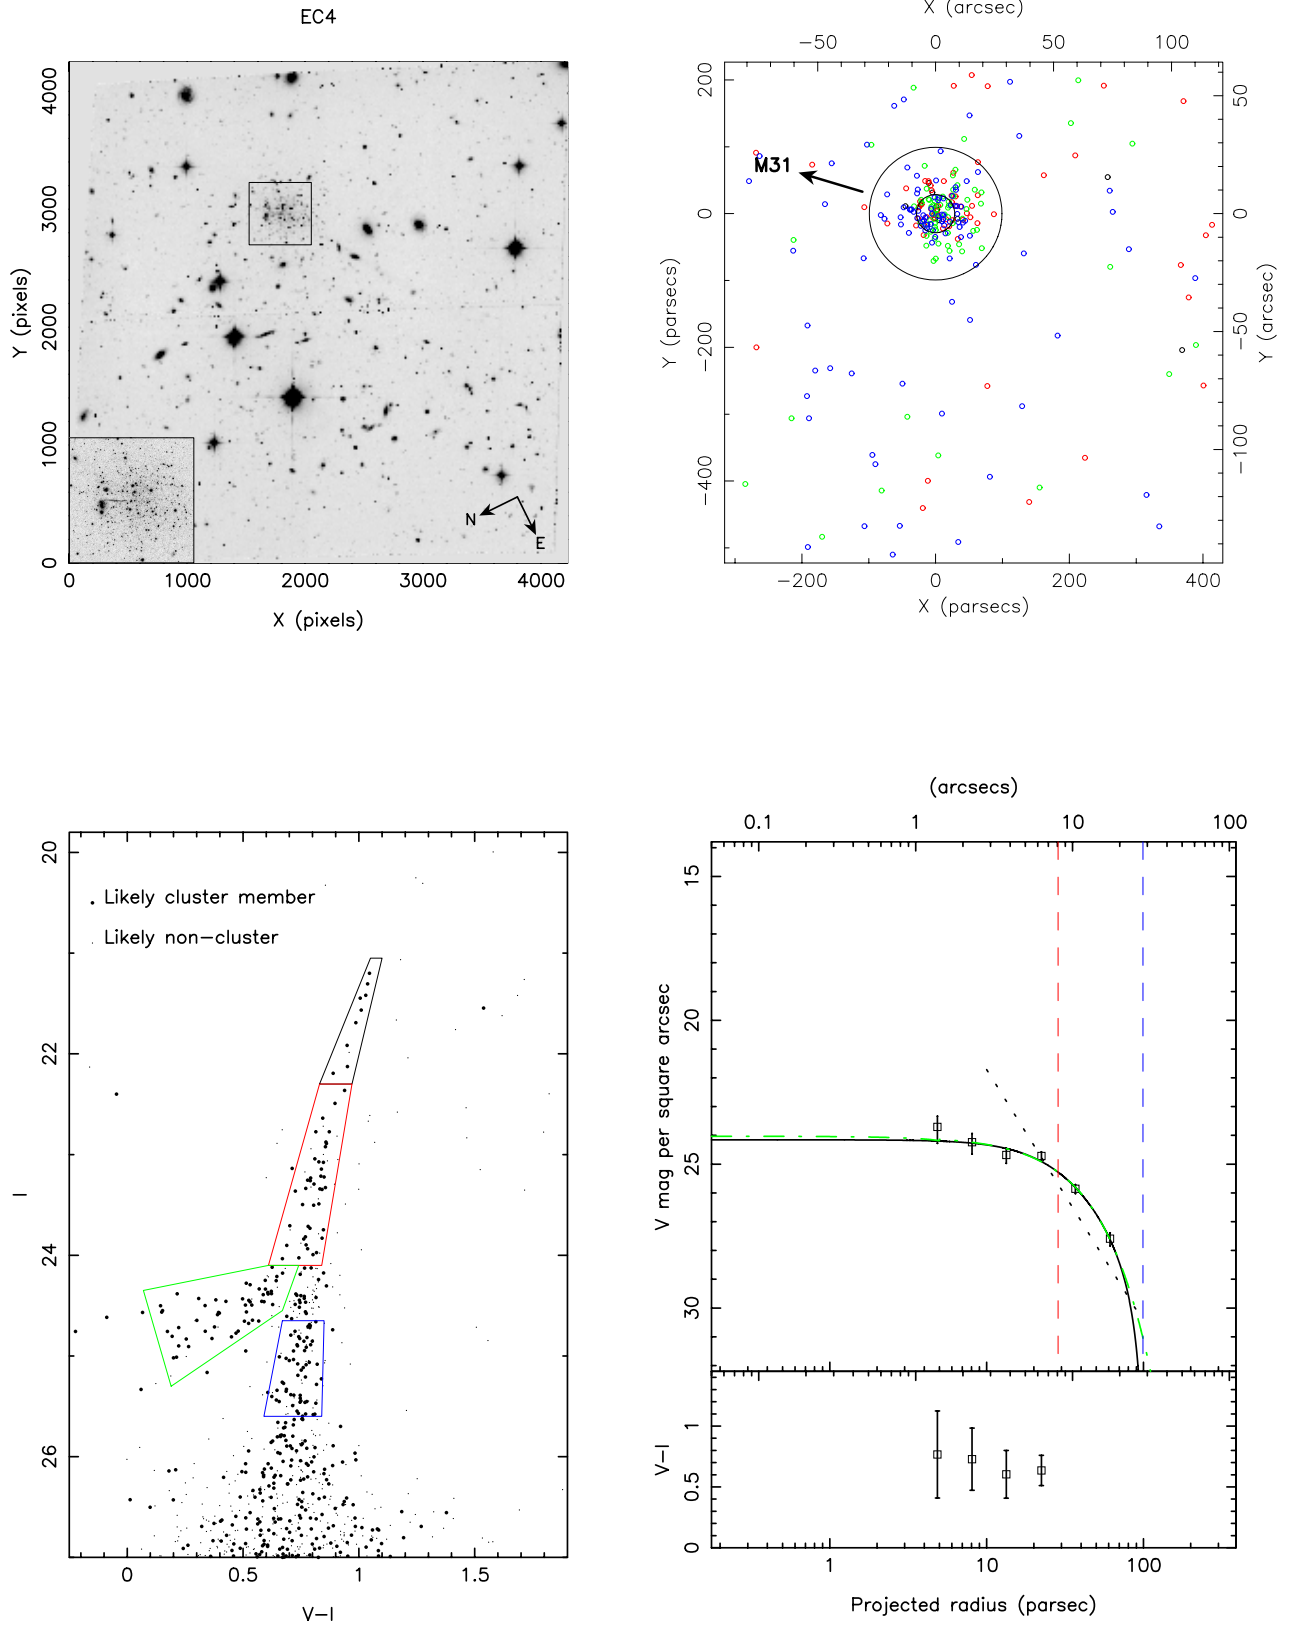 EC4
4000
3000
2000
1000
0
Y (pixels)
N
E
0 1000 2000 3000 4000
X (pixels)
X (arcsec)
−50 0 50 100
200
0
−200
−400
Y (parsecs)
M31
50
0
−50
−100
Y (arcsec)
−200 0 200 400
X (parsecs)
20
22
24
26
I
Likely cluster member
Likely non−cluster
0 0.5 1 1.5
V−I
(arcsecs)
0.1 1 10 100
15
20
25
30
V mag per square arcsec
1
0.5
0
V−I
1 10 100
Projected radius (parsec)